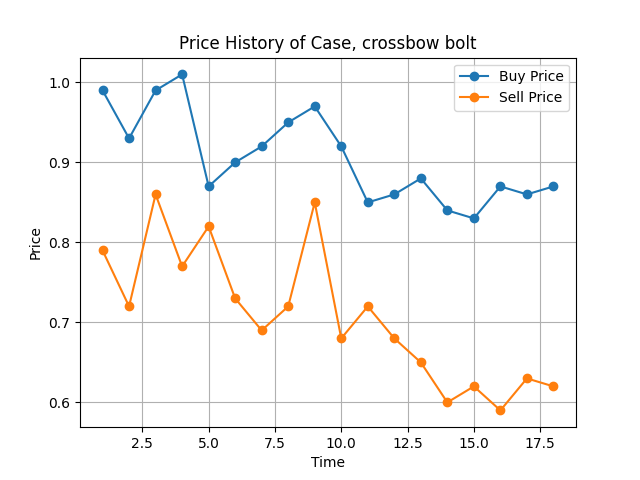 Price History of Case, crossbow bolt
Buy Price
Sell Price
Price
1.0
0.9
0.8
0.7
0.6
2.5 5.0 7.5 10.0 12.5 15.0 17.5
Time